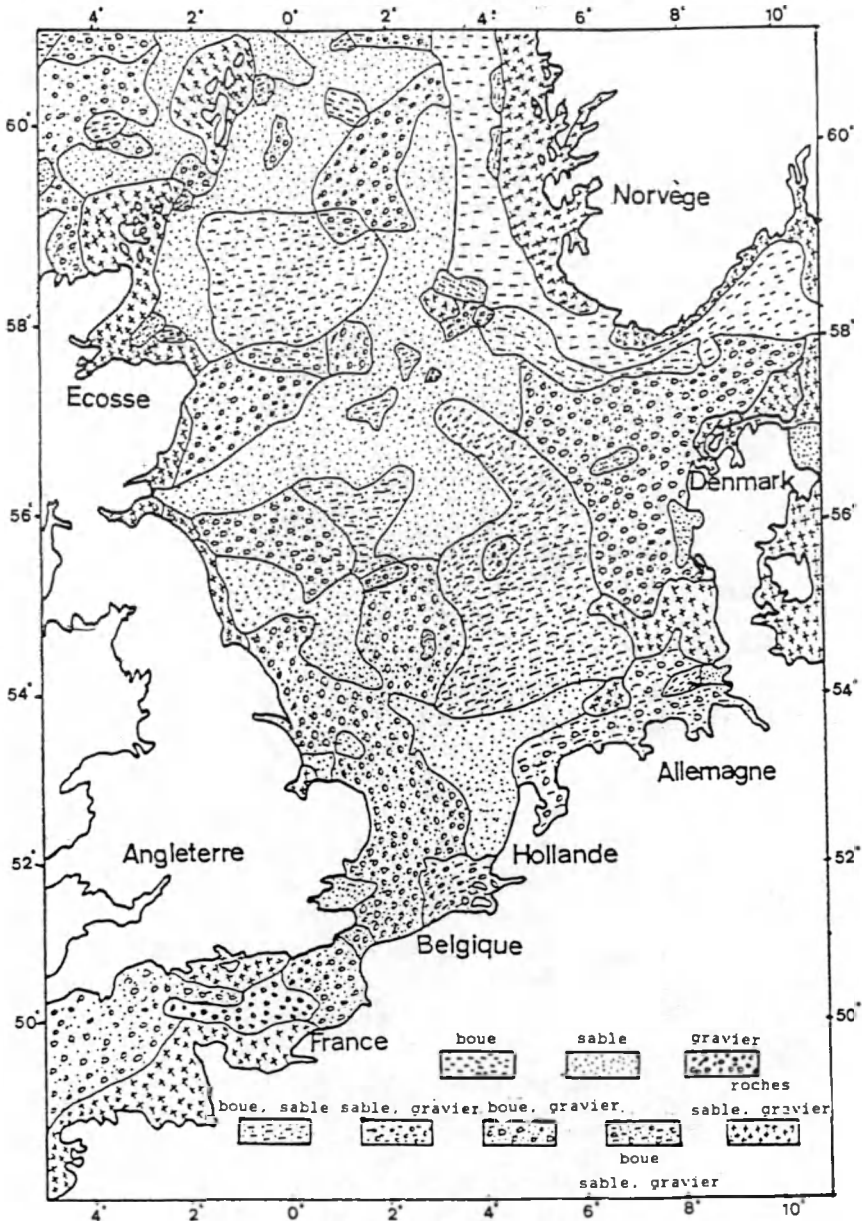 4° 2° 0° 2° 4° 6° 8° 10°
60° 60°
Norvège
58° 58°
Ecosse
Denmark
56° 56°
54° 54°
Allemagne
Angleterre Hollande
52° 52°
Belgique
50° 50°
France
boue sable gravier
roches
boue, sable sable, gravier boue, gravier sable, gravier
boue
sable, gravier
4° 2° 0° 2° 4° 6° 8° 10°